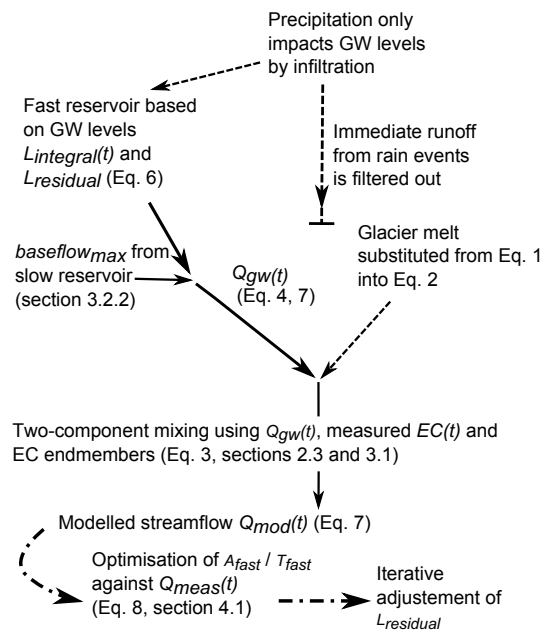 Precipitation only
impacts GW levels
by infiltration
Fast reservoir based
on GW levels
Lintegral(t) and
Lresidual (Eq. 6)
Immediate runoff
from rain events
is filtered out
baseflowmax from
slow reservoir
(section 3.2.2)
Qgw(t)
(Eq. 4, 7)
Glacier melt
substituted from Eq. 1
into Eq. 2
Two-component mixing using Qgw(t), measured EC(t) and
EC endmembers (Eq. 3, sections 2.3 and 3.1)
Modelled streamflow Qmod(t) (Eq. 7)
Optimisation of Afast / Tfast
against Qmeas(t)
(Eq. 8, section 4.1)
Iterative
adjustement of
Lresidual